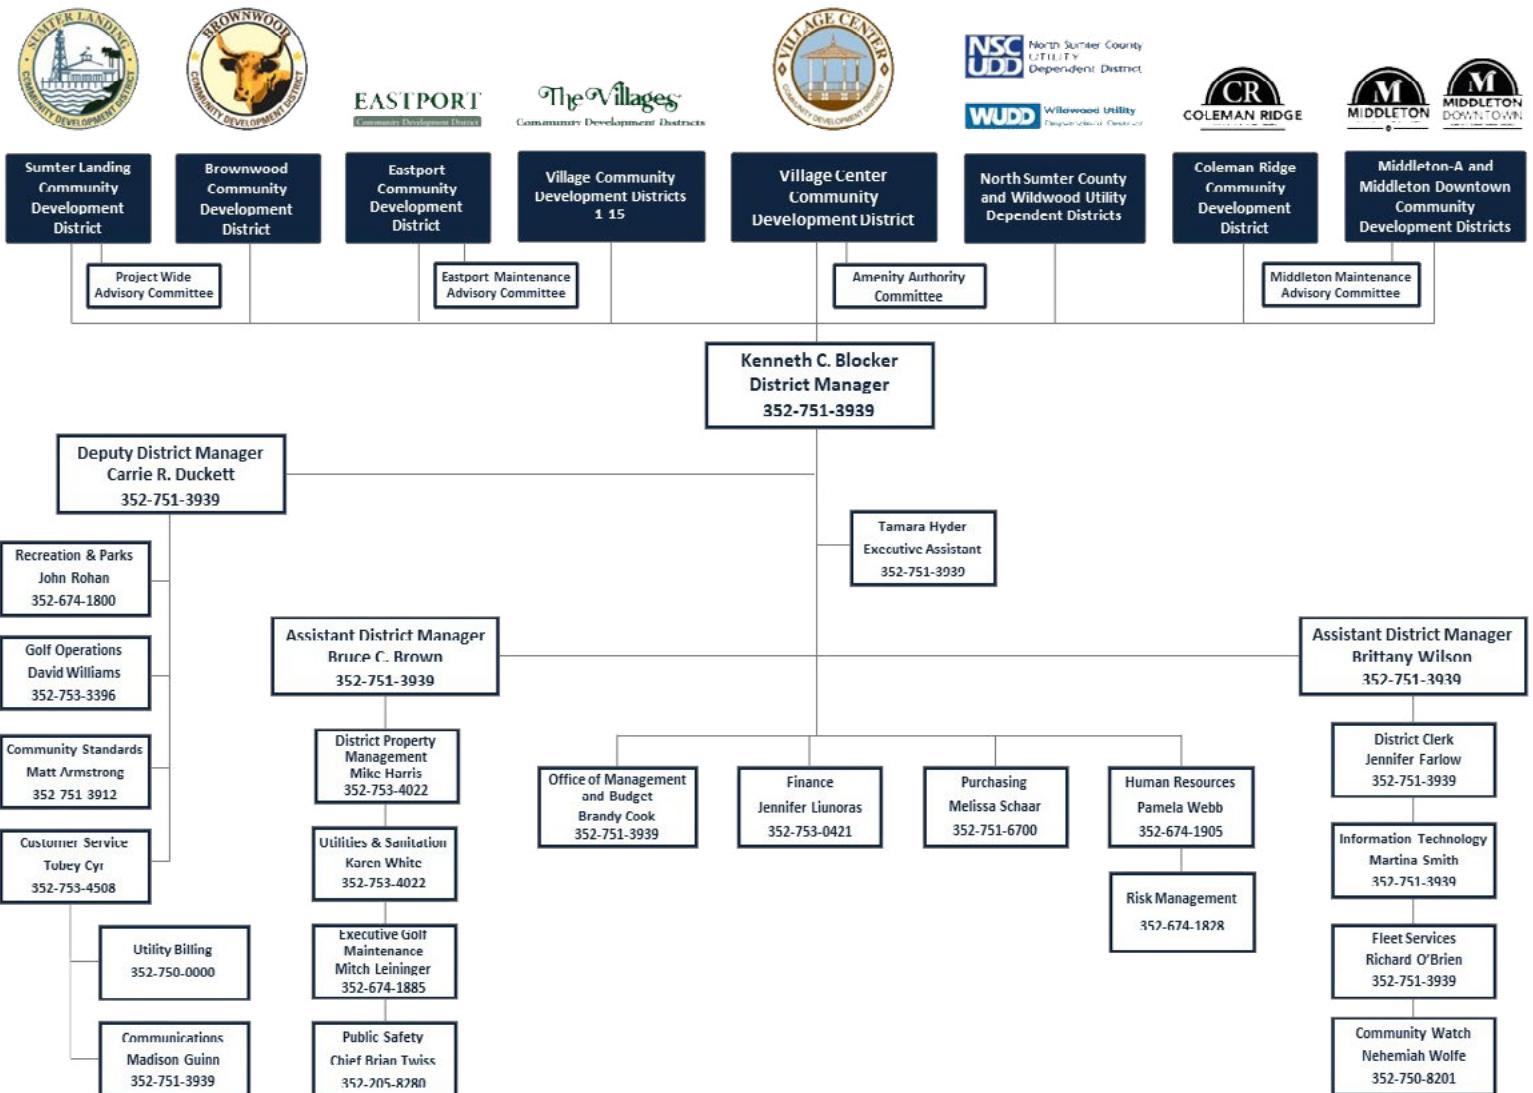 SUMTER LANDING
COMMUNITY DEVELOPMENT DISTRICT
BROWNWOOD
COMMUNITY DEVELOPMENT DISTRICT
EASTPORT
Community Development District
The Villages
Community Development Districts
VILLAGE CENTER
COMMUNITY DEVELOPMENT DISTRICT
NSC
UDD
North Sumter County
UTILITY
Dependent District
WUDD
Wildwood Utility
Dependent District
CR
COLEMAN RIDGE
M
MIDDLETON
M
MIDDLETON
DOWNTOWN
Sumter Landing
Community
Development
District
Brownwood
Community
Development
District
Eastport
Community
Development
District
Village Community
Development Districts
1 15
Village Center
Community
Development District
North Sumter County
and Wildwood Utility
Dependent Districts
Coleman Ridge
Community
Development
District
Middleton-A and
Middleton Downtown
Community
Development Districts
Project Wide
Advisory Committee
Eastport Maintenance
Advisory Committee
Amenity Authority
Committee
Middleton Maintenance
Advisory Committee
Kenneth C. Blocker
District Manager
352-751-3939
Deputy District Manager
Carrie R. Duckett
352-751-3939
Tamara Hyder
Executive Assistant
352-751-3939
Recreation & Parks
John Rohan
352-674-1800
Golf Operations
David Williams
352-753-3396
Community Standards
Matt Armstrong
352 751 3912
Customer Service
Tobey Cyr
352-753-4508
Utility Billing
352-750-0000
Communications
Madison Guinn
352-751-3939
Assistant District Manager
Bruce C. Brown
352-751-3939
District Property
Management
Mike Harris
352-753-4022
Utilities & Sanitation
Karen White
352-753-4022
Executive Golf
Maintenance
Mitch Leininger
352-674-1885
Public Safety
Chief Brian Twiss
352-205-8280
Office of Management
and Budget
Brandy Cook
352-751-3939
Finance
Jennifer Liunoras
352-753-0421
Purchasing
Melissa Schaar
352-751-6700
Human Resources
Pamela Webb
352-674-1905
Risk Management
352-674-1828
Assistant District Manager
Brittany Wilson
352-751-3939
District Clerk
Jennifer Farlow
352-751-3939
Information Technology
Martina Smith
352-751-3939
Fleet Services
Richard O'Brien
352-751-3939
Community Watch
Nehemiah Wolfe
352-750-8201